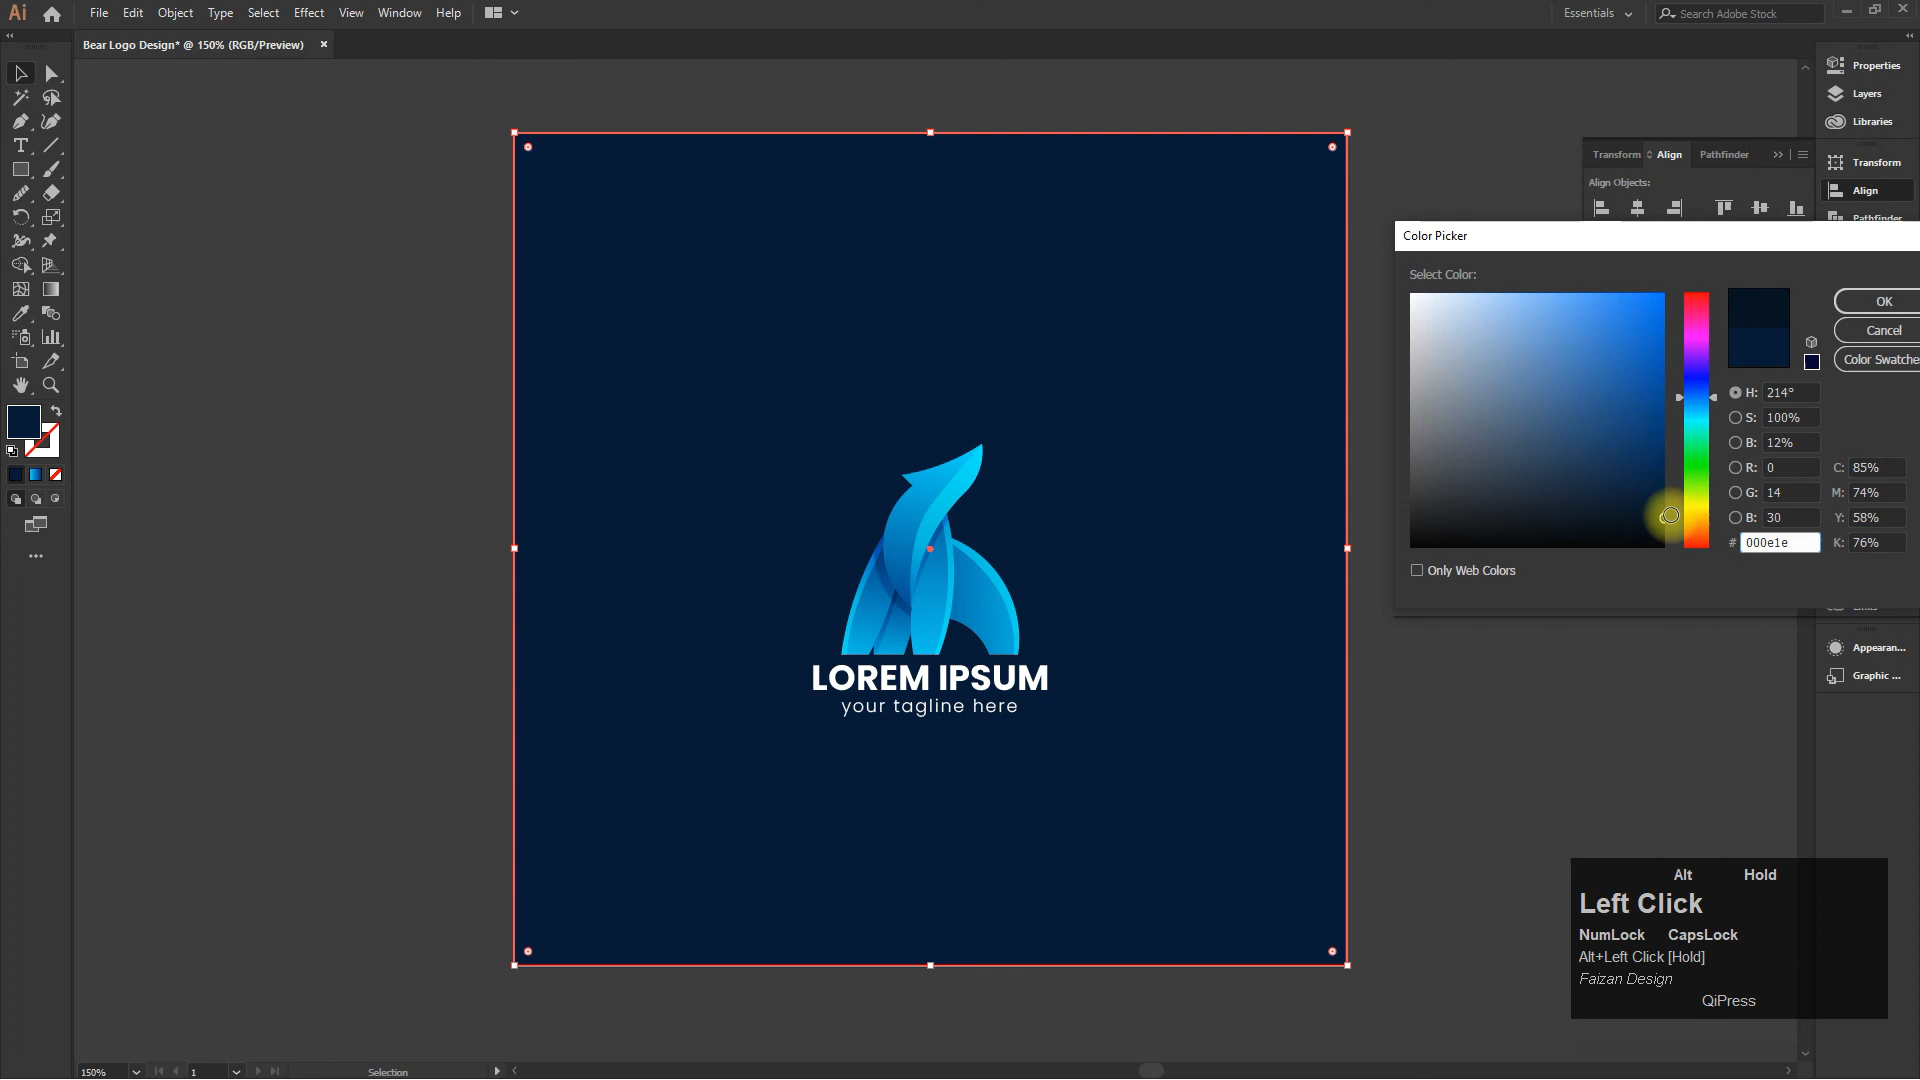 Ai File Edit Object Type Select Effect View Window Help Essentials Search Adobe Stock
Bear Logo Design* @ 150% (RGB/Preview)
Properties
Layers
Libraries
Transform Align Pathfinder
Transform
Align Objects:
Align
Pathfinder
Color Picker
Select Color:
OK
Cancel
Color Swatche
H: 214°
S: 100%
B: 12%
R: 0 C: 85%
G: 14 M: 74%
B: 30 Y: 58%
# 000e1e K: 76%
Only Web Colors
Links
Appearan...
Graphic ...
LOREM IPSUM
your tagline here
Alt Hold
Left Click
NumLock CapsLock
Alt+Left Click [Hold]
Faizan Design
QiPress
150% 1 Selection